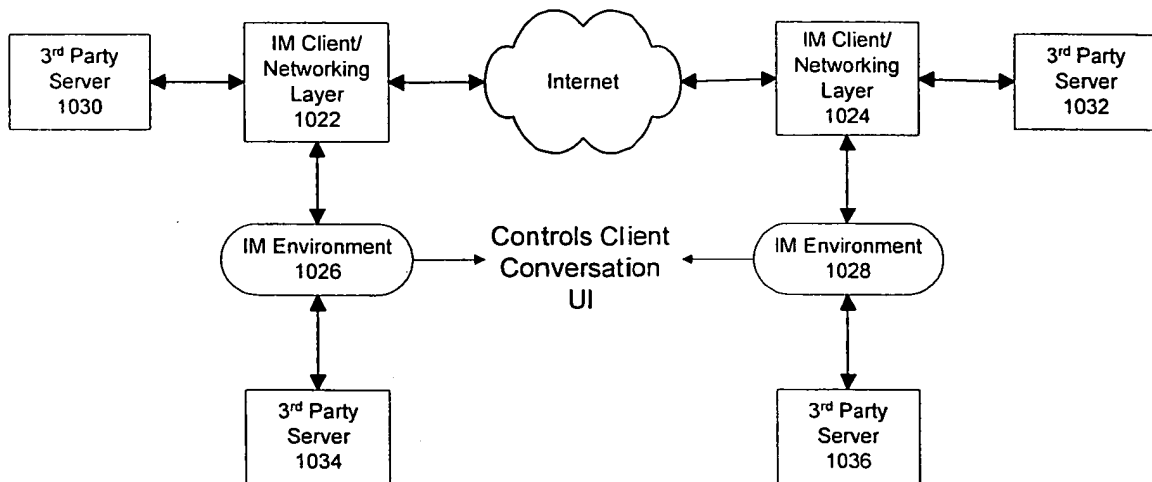 3rd Party
Server
1030
IM Client/
Networking
Layer
1022
Internet
IM Client/
Networking
Layer
1024
3rd Party
Server
1032
IM Environment
1026
Controls Client
Conversation
UI
IM Environment
1028
3rd Party
Server
1034
3rd Party
Server
1036